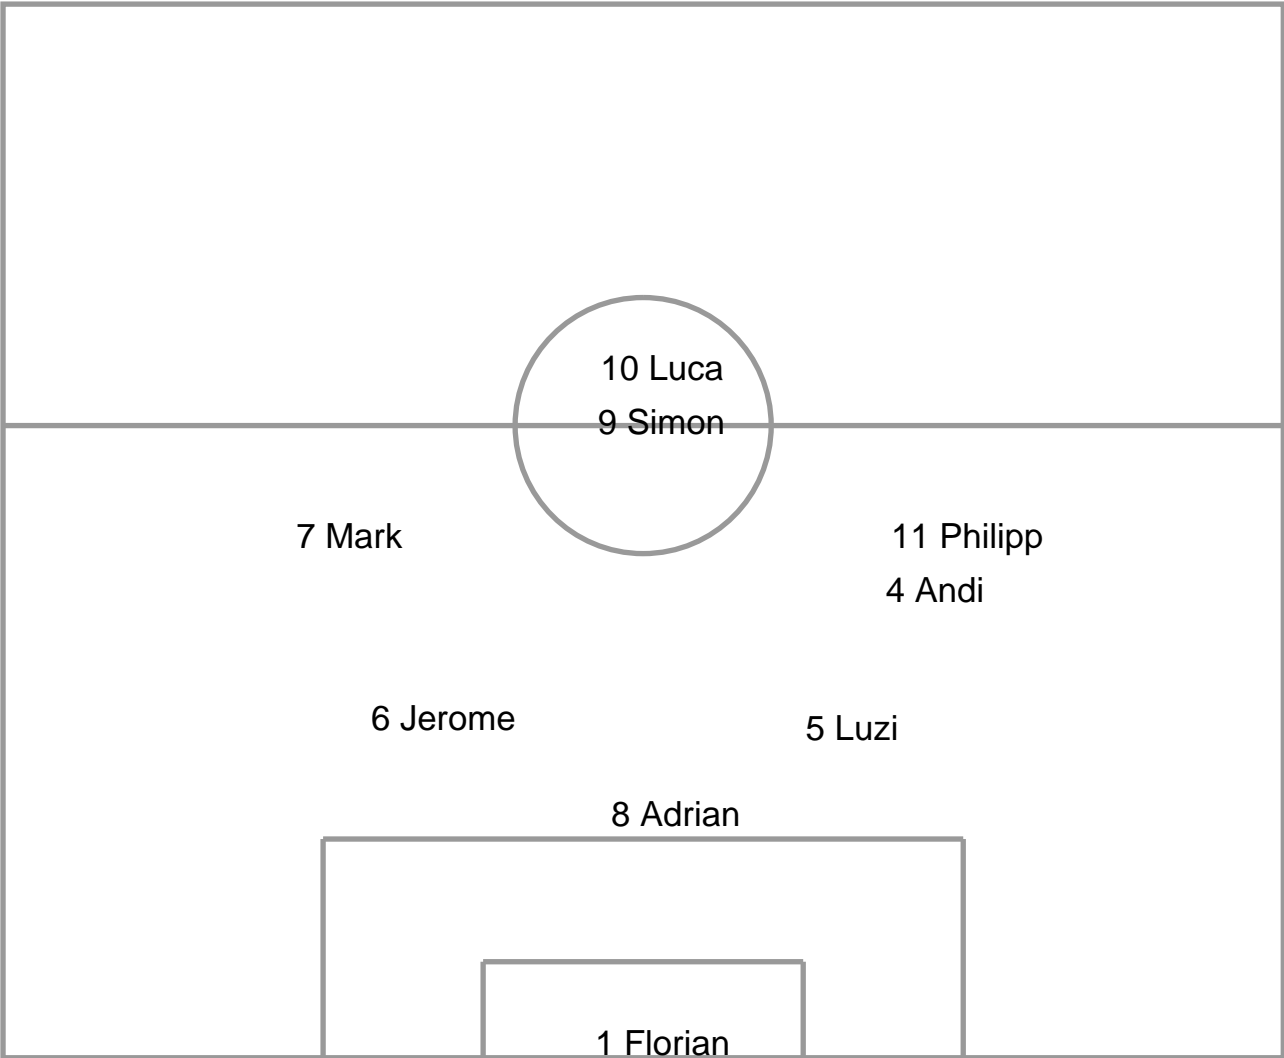 10 Luca
9 Simon
7 Mark
11 Philipp
4 Andi
6 Jerome
5 Luzi
8 Adrian
1 Florian